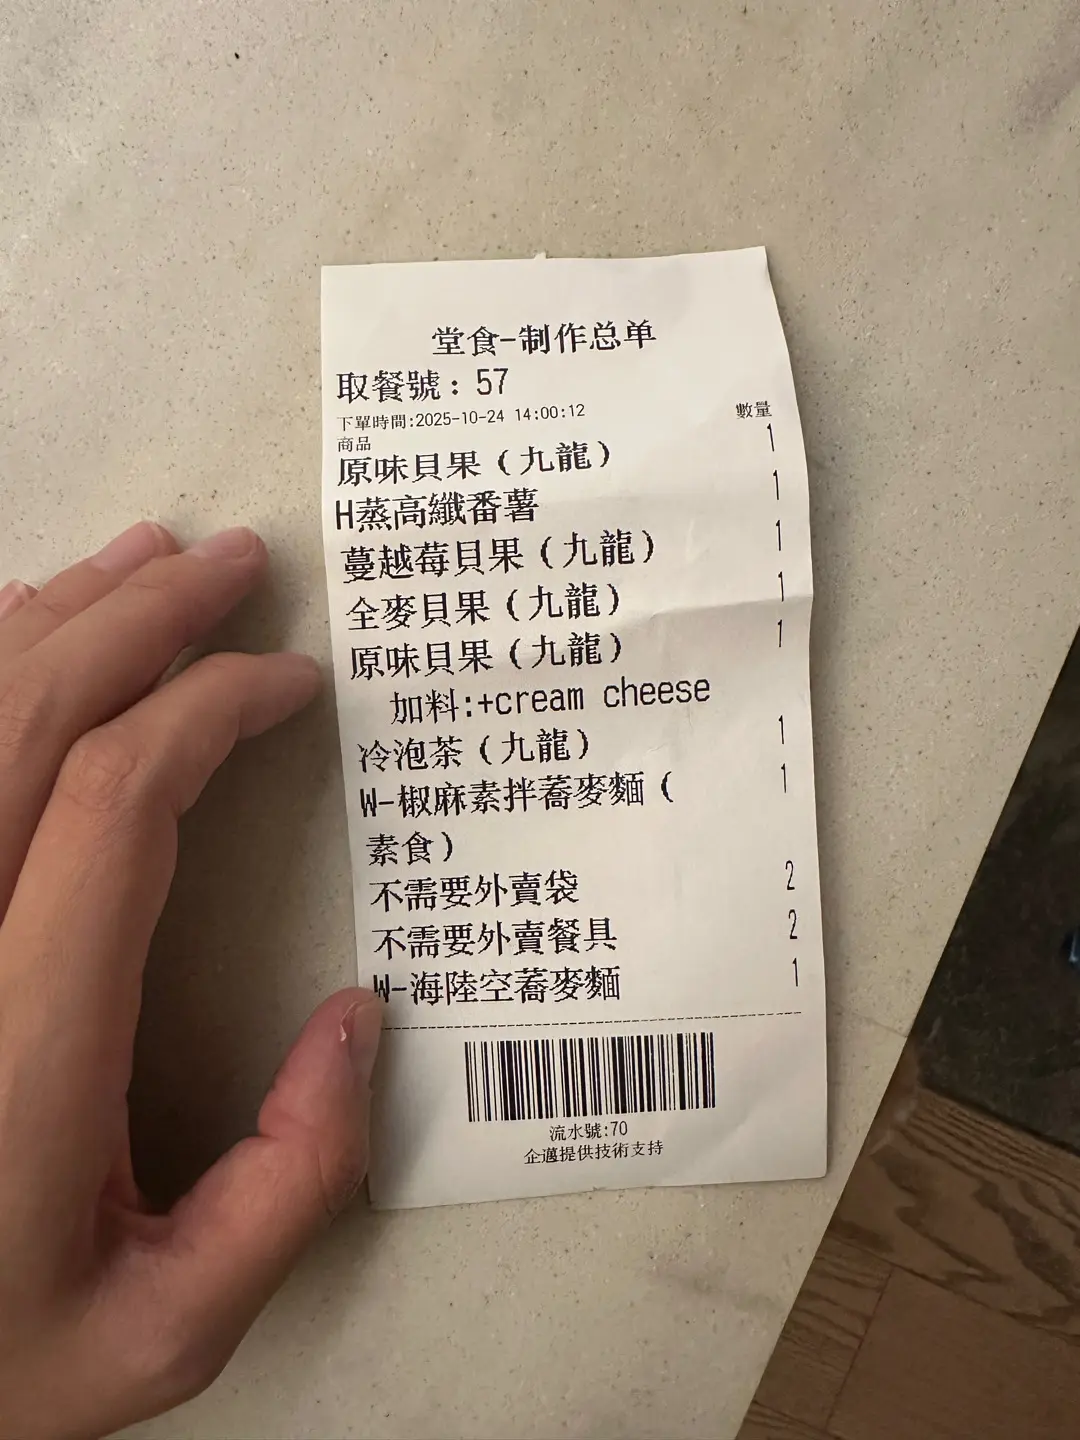 堂食-制作总单
取餐號：57
下單時間:2025-10-24 14:00:12
商品 數量
原味貝果（九龍） 1
H蒸高纖番薯 1
蔓越莓貝果（九龍） 1
全麥貝果（九龍） 1
原味貝果（九龍） 1
加料:+cream cheese
冷泡茶（九龍） 1
W-椒麻素拌蕎麥麵（ 1
素食）
不需要外賣袋 2
不需要外賣餐具 2
W-海陸空蕎麥麵 1
流水號:70
企邁提供技術支持